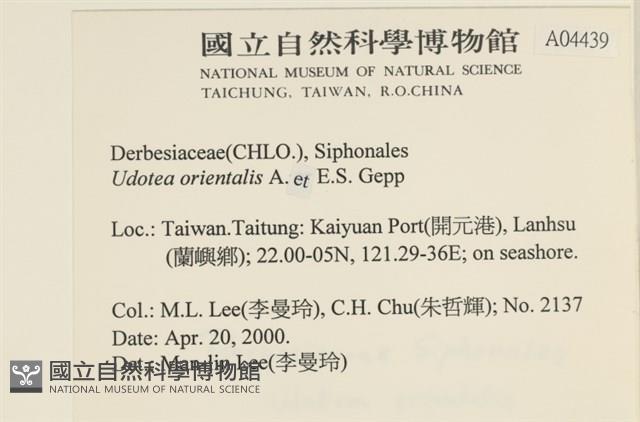 國立自然科學博物館 A04439
NATIONAL MUSEUM OF NATURAL SCIENCE
TAICHUNG, TAIWAN, R.O.CHINA
Derbesiaceae(CHLO.), Siphonales
Udotea orientalis A. et E.S. Gepp
Loc.: Taiwan.Taitung: Kaiyuan Port(開元港), Lanhsu
(蘭嶼鄉); 22.00-05N, 121.29-36E; on seashore.
Col.: M.L. Lee(李曼玲), C.H. Chu(朱哲輝); No. 2137
Date: Apr. 20, 2000.
Det.: Man-lin Lee(李曼玲)
國立自然科學博物館
NATIONAL MUSEUM OF NATURAL SCIENCE